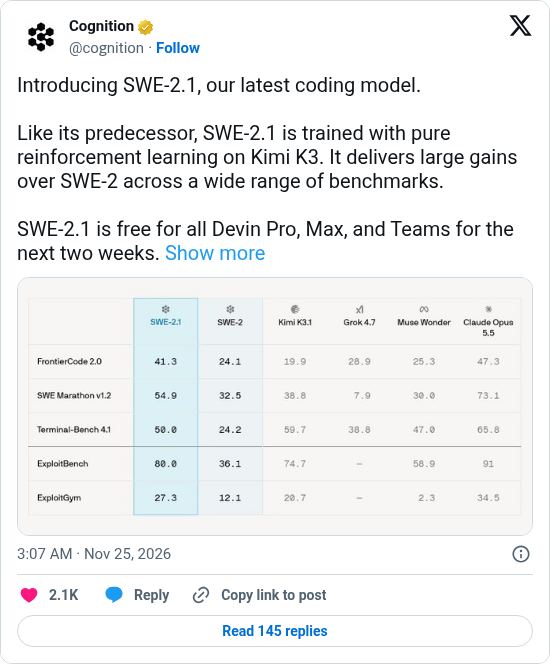 Cognition
@cognition · Follow
Introducing SWE-2.1, our latest coding model.
Like its predecessor, SWE-2.1 is trained with pure
reinforcement learning on Kimi K3. It delivers large gains
over SWE-2 across a wide range of benchmarks.
SWE-2.1 is free for all Devin Pro, Max, and Teams for the
next two weeks. Show more
SWE-2.1 SWE-2 Kimi K3.1 Grok 4.7 Muse Wonder Claude Opus
5.5
FrontierCode 2.0 41.3 24.1 19.9 28.9 25.3 47.3
SWE Marathon v1.2 54.9 32.5 38.8 7.9 30.0 73.1
Terminal-Bench 4.1 50.0 24.2 59.7 38.8 47.0 65.8
ExploitBench 80.0 36.1 74.7 – 58.9 91
ExploitGym 27.3 12.1 20.7 – 2.3 34.5
3:07 AM · Nov 25, 2026
2.1K Reply Copy link to post
Read 145 replies